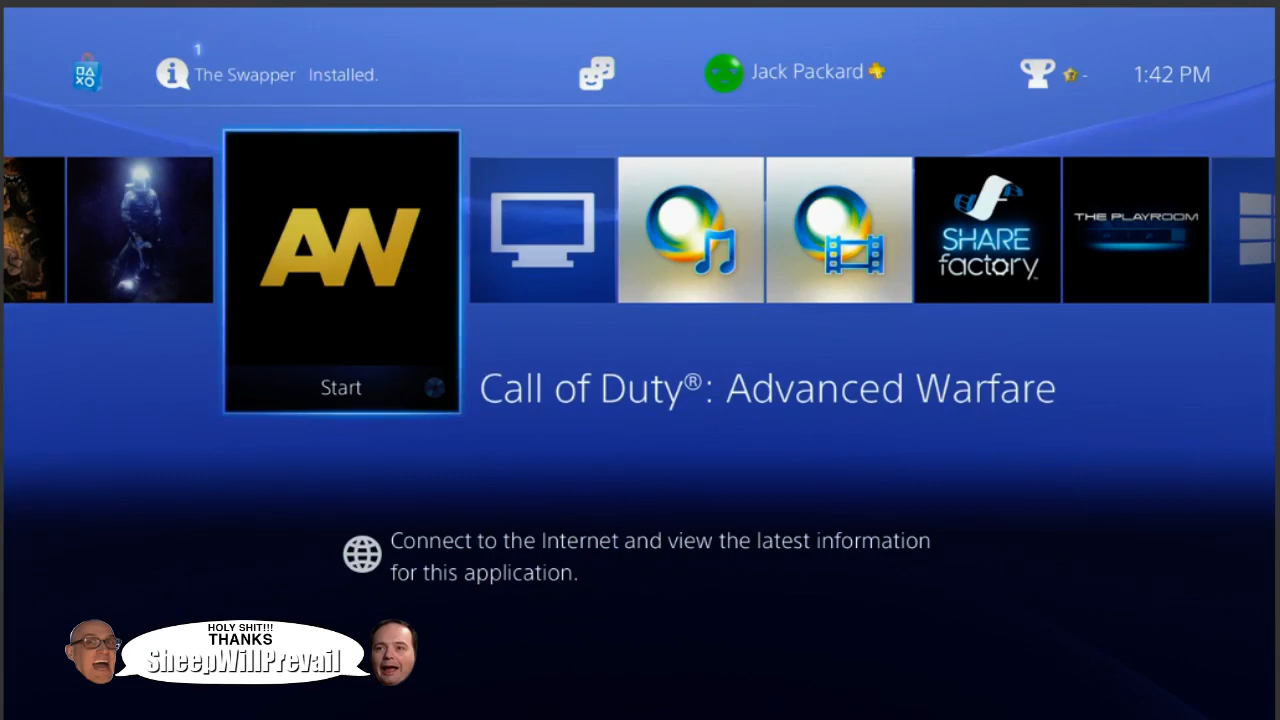 1
The Swapper Installed.
Jack Packard
-
1:42 PM
AW
SHARE
factory™
THE PLAYROOM
Start
Call of Duty®: Advanced Warfare
Connect to the Internet and view the latest information
for this application.
HOLY SHIT!!!
THANKS
SheepWillPrevail